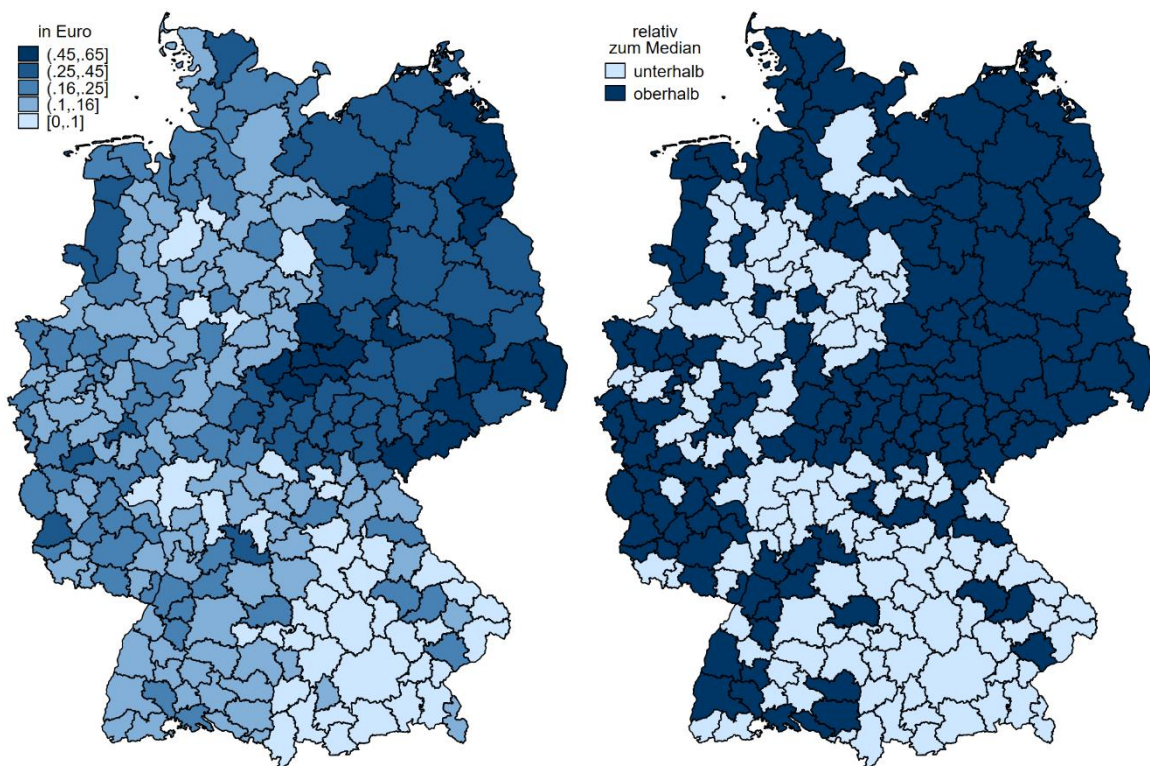 in Euro
(.45,.65]
(.25,.45]
(.16,.25]
(.1,.16]
[0,.1]
relativ
zum Median
unterhalb
oberhalb